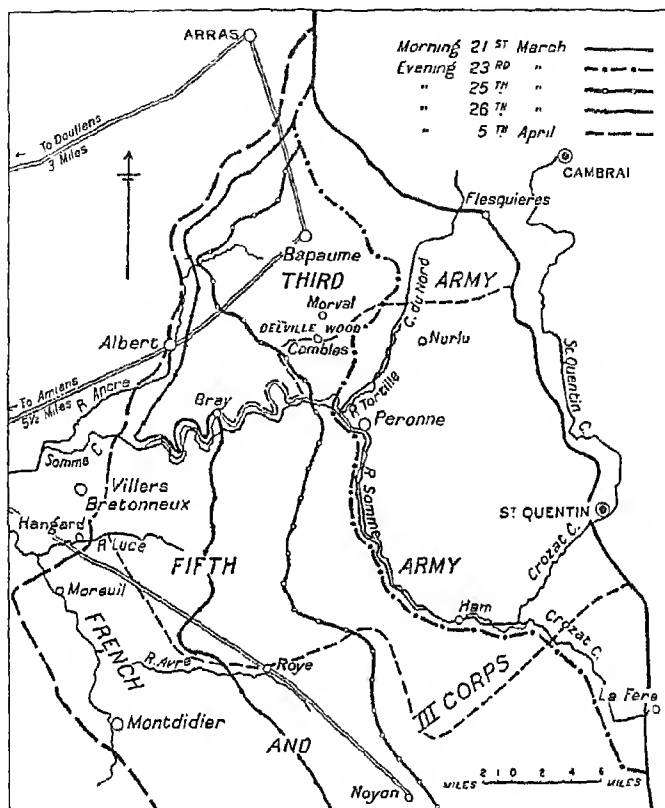 ARRAS
Morning 21ST March
Evening 23RD "
" 25TH "
" 26TH "
" 5TH April
← To Doullens
3 Miles
CAMBRAI
Flesquieres
Bapaume
THIRD ARMY
C. du Nord
Morval
DELVILLE WOOD
Combles
Nurlu
St Quentin C.
Albert
← To Amiens
5½ Miles
R Ancre
Bray
R Tortille
Peronne
Somme C.
R Somme
Villers
Bretonneux
ST QUENTIN
Hangard
R Luce
Crozat C.
FIFTH ARMY
Moreuil
Ham
Crozat C.
FRENCH
R. Avre
Roye
III CORPS
La Fere
Montdidier
AND
MILES 2 1 0 2 4 6 MILES
Noyon